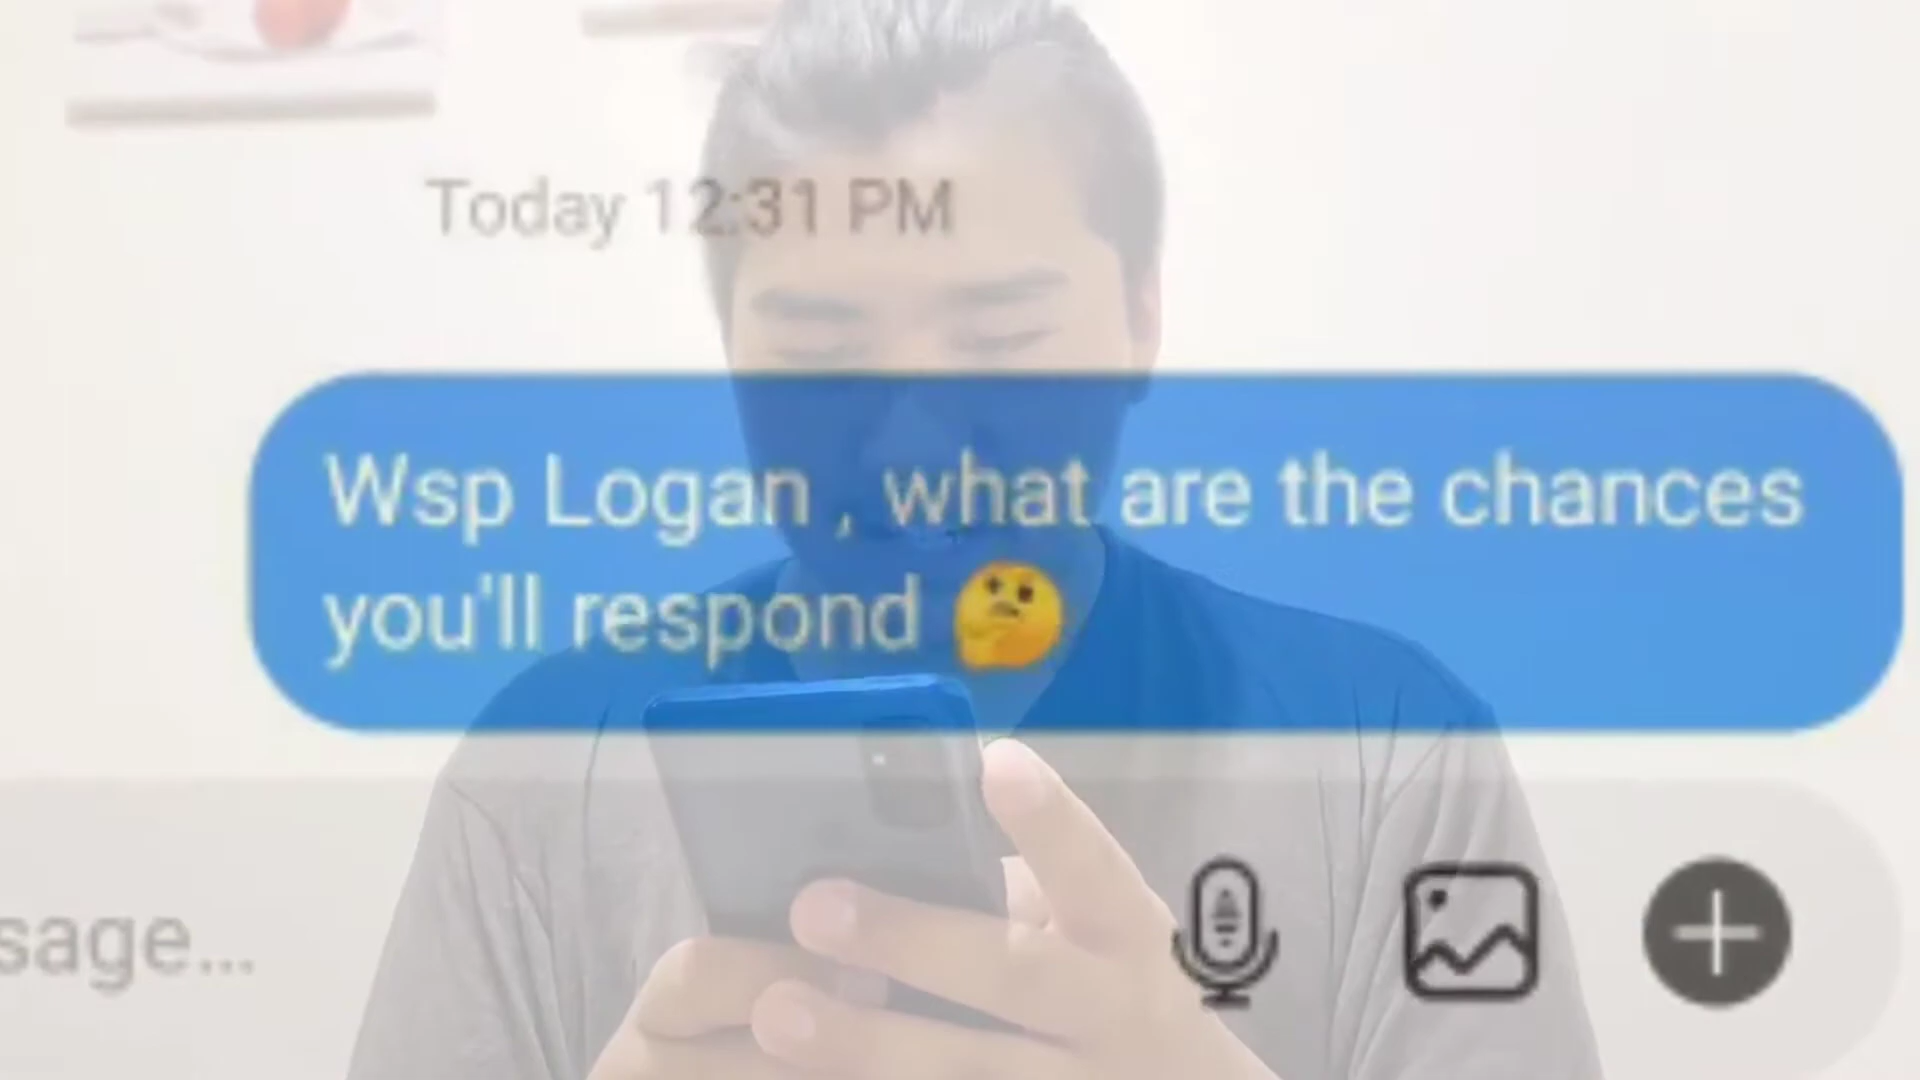 Today 12:31 PM
Wsp Logan , what are the chances
you'll respond 🤔
sage...